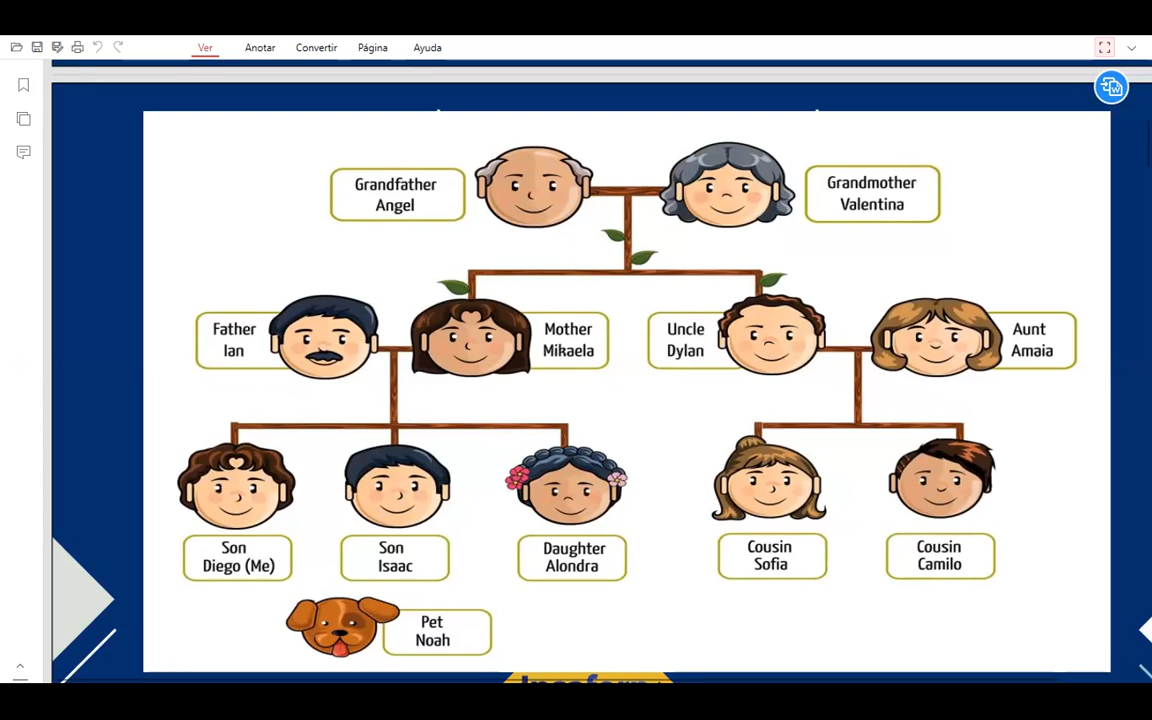 Ver
Anotar
Convertir
Página
Ayuda
Grandfather
Angel
Grandmother
Valentina
Father
Ian
Mother
Mikaela
Uncle
Dylan
Aunt
Amaia
Son
Diego (Me)
Son
Isaac
Daughter
Alondra
Cousin
Sofia
Cousin
Camilo
Pet
Noah